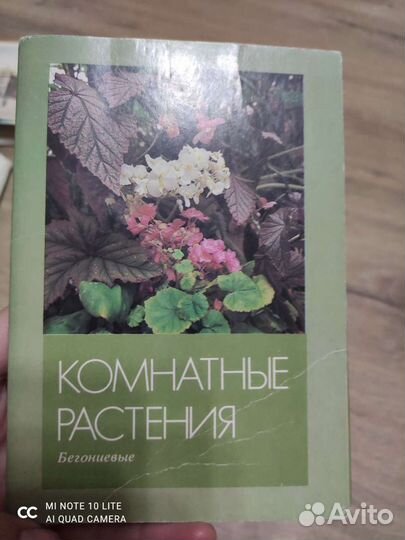 КОМНАТНЫЕ
РАСТЕНИЯ
Бегониевые
MI NOTE 10 LITE
AI QUAD CAMERA
Avito